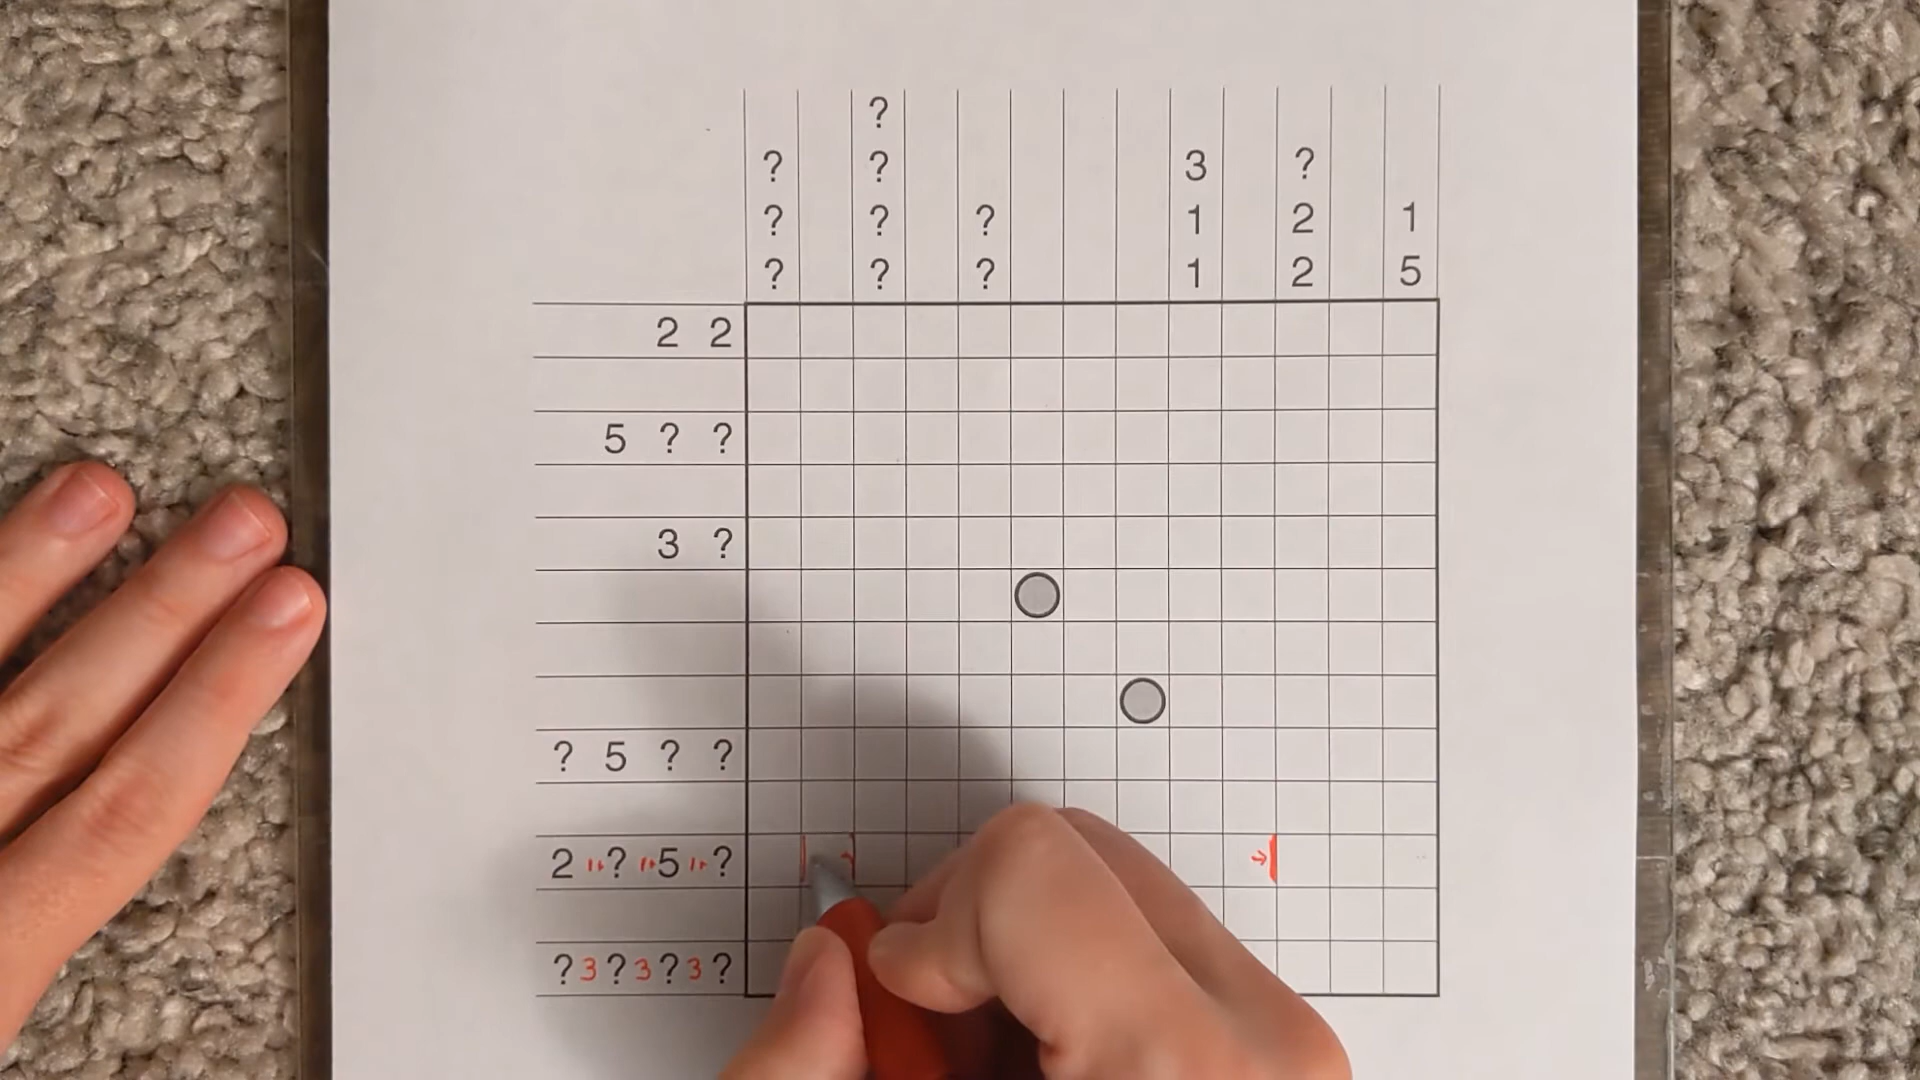 ?
? ? 3 ?
? ? ? 1 2 1
? ? ? 1 2 5
2 2
5 ? ?
3 ?
? 5 ? ?
2 ? 5 ?
? 3 ? 3 ? 3 ?